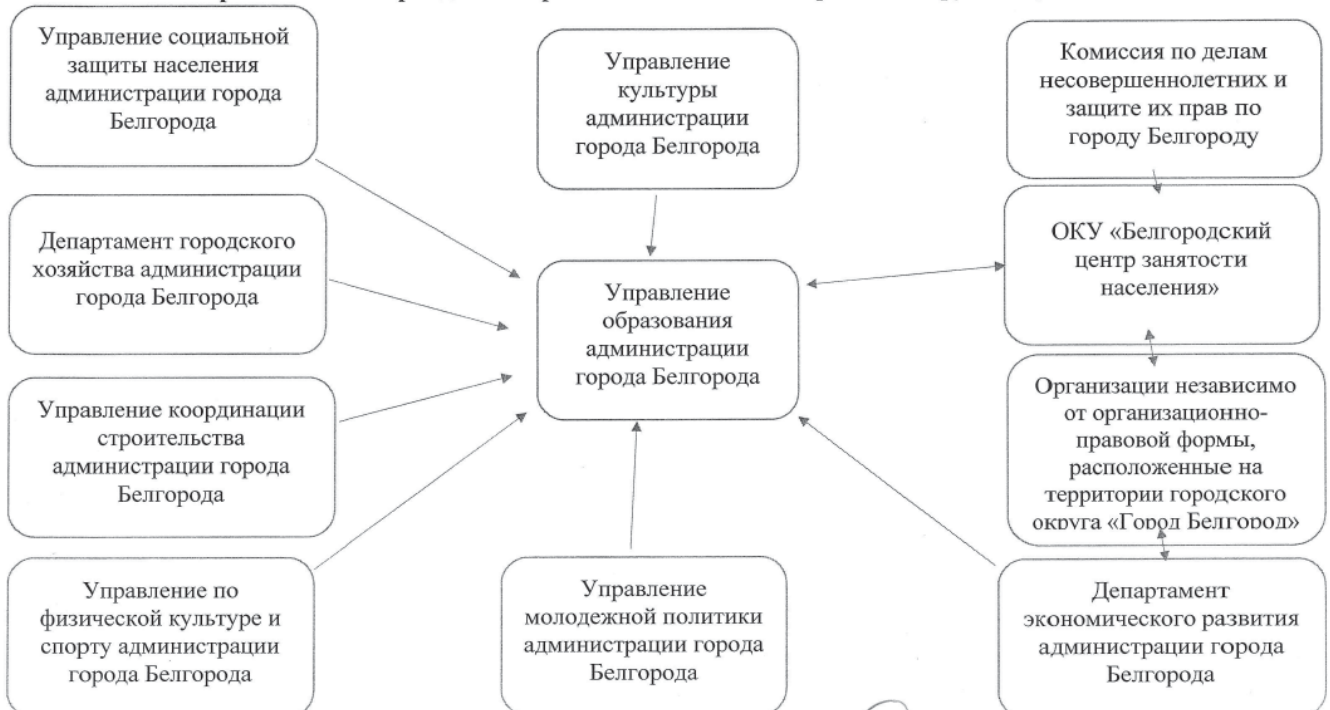 Управление социальной
защиты населения
администрации города
Белгорода
Управление
культуры
администрации
города Белгорода
Комиссия по делам
несовершеннолетних и
защите их прав по
городу Белгороду
Департамент городского
хозяйства администрации
города Белгорода
Управление
образования
администрации
города Белгорода
ОКУ «Белгородский
центр занятости
населения»
Управление координации
строительства
администрации города
Белгорода
Организации независимо
от организационно-
правовой формы,
расположенные на
территории городского
округа «Город Белгород»
Управление по
физической культуре и
спорту администрации
города Белгорода
Управление
молодежной политики
администрации города
Белгорода
Департамент
экономического развития
администрации города
Белгорода